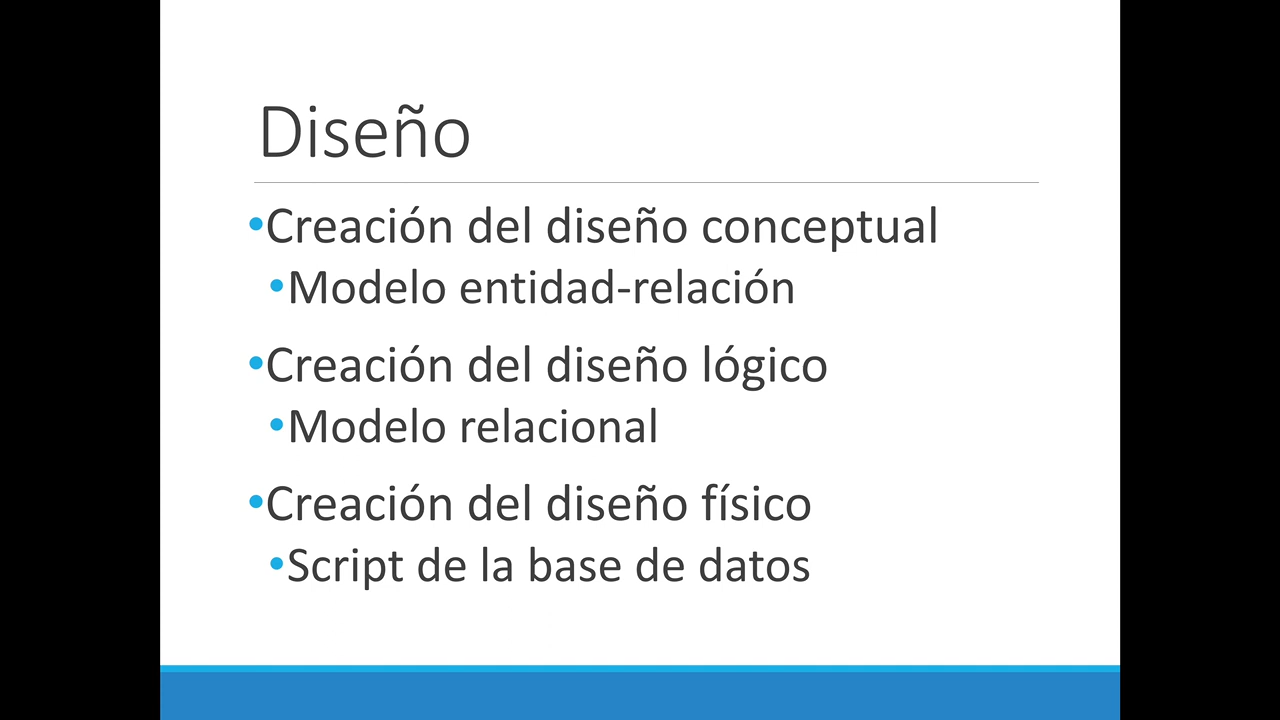 Diseño
•Creación del diseño conceptual
•Modelo entidad-relación
•Creación del diseño lógico
•Modelo relacional
•Creación del diseño físico
•Script de la base de datos